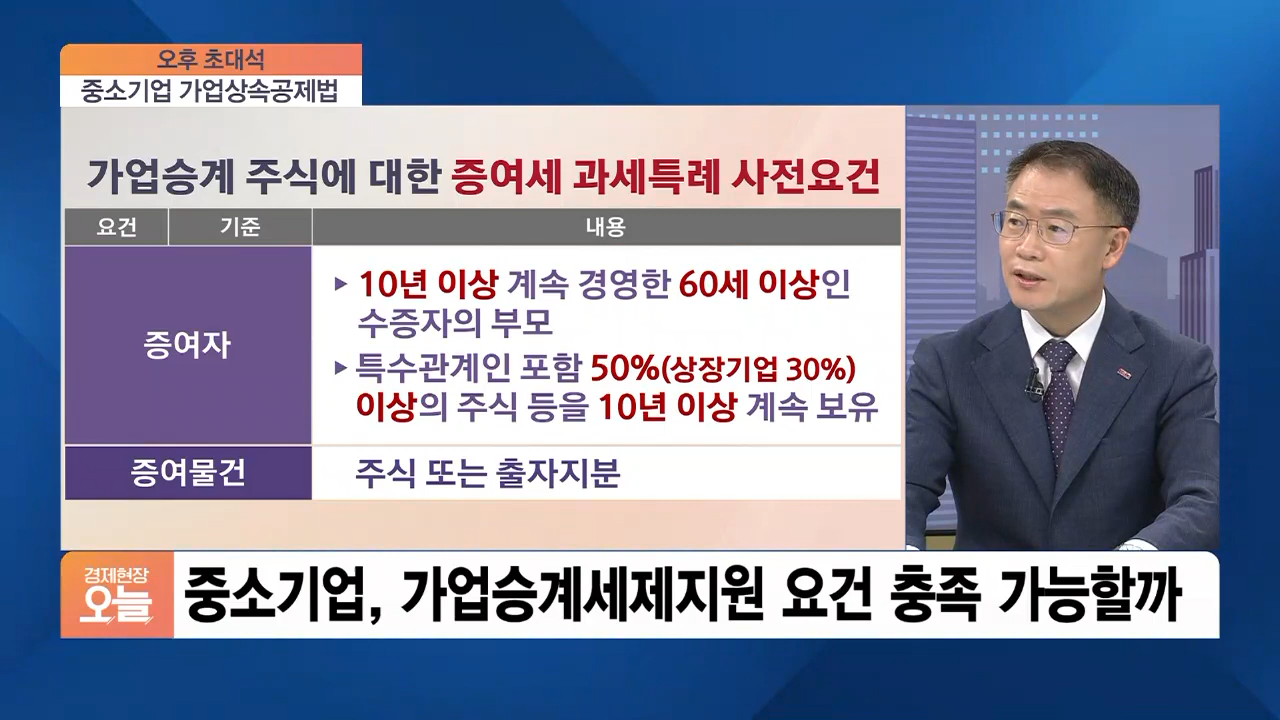 오후 초대석
중소기업 가업상속공제법
가업승계 주식에 대한 증여세 과세특례 사전요건
요건 기준 내용
증여자
▸ 10년 이상 계속 경영한 60세 이상인
수증자의 부모
▸ 특수관계인 포함 50%(상장기업 30%)
이상의 주식 등을 10년 이상 계속 보유
증여물건 주식 또는 출자지분
경제현장
오늘
중소기업, 가업승계세제지원 요건 충족 가능할까